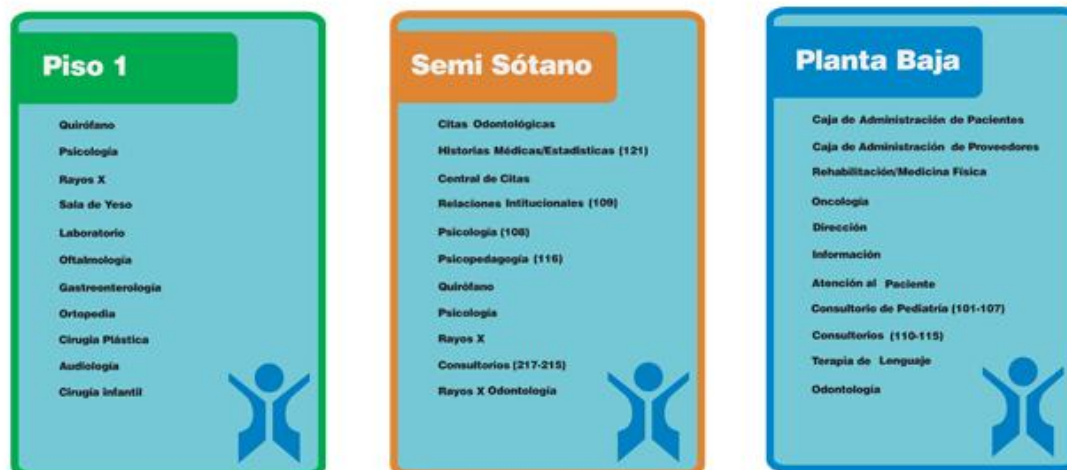 Piso 1
Quirófano
Psicología
Rayos X
Sala de Yeso
Laboratorio
Oftalmología
Gastreenterología
Ortopedia
Cirugia Plástica
Audiología
Cirugía infantil
Semi Sótano
Citas Odontológicas
Historias Médicas/Estadísticas (121)
Central de Citas
Relaciones Intitucionales (109)
Psicología (108)
Psicopedagogía (116)
Quirófano
Psicología
Rayos X
Consultorios (217-215)
Rayos X Odontología
Planta Baja
Caja de Administración de Pacientes
Caja de Administración de Proveedores
Rehabilitación/Medicina Física
Oncología
Dirección
Información
Atención al Paciente
Consultorio de Pediatría (101-107)
Consultorios (110-115)
Terapia de Lenguaje
Odontología